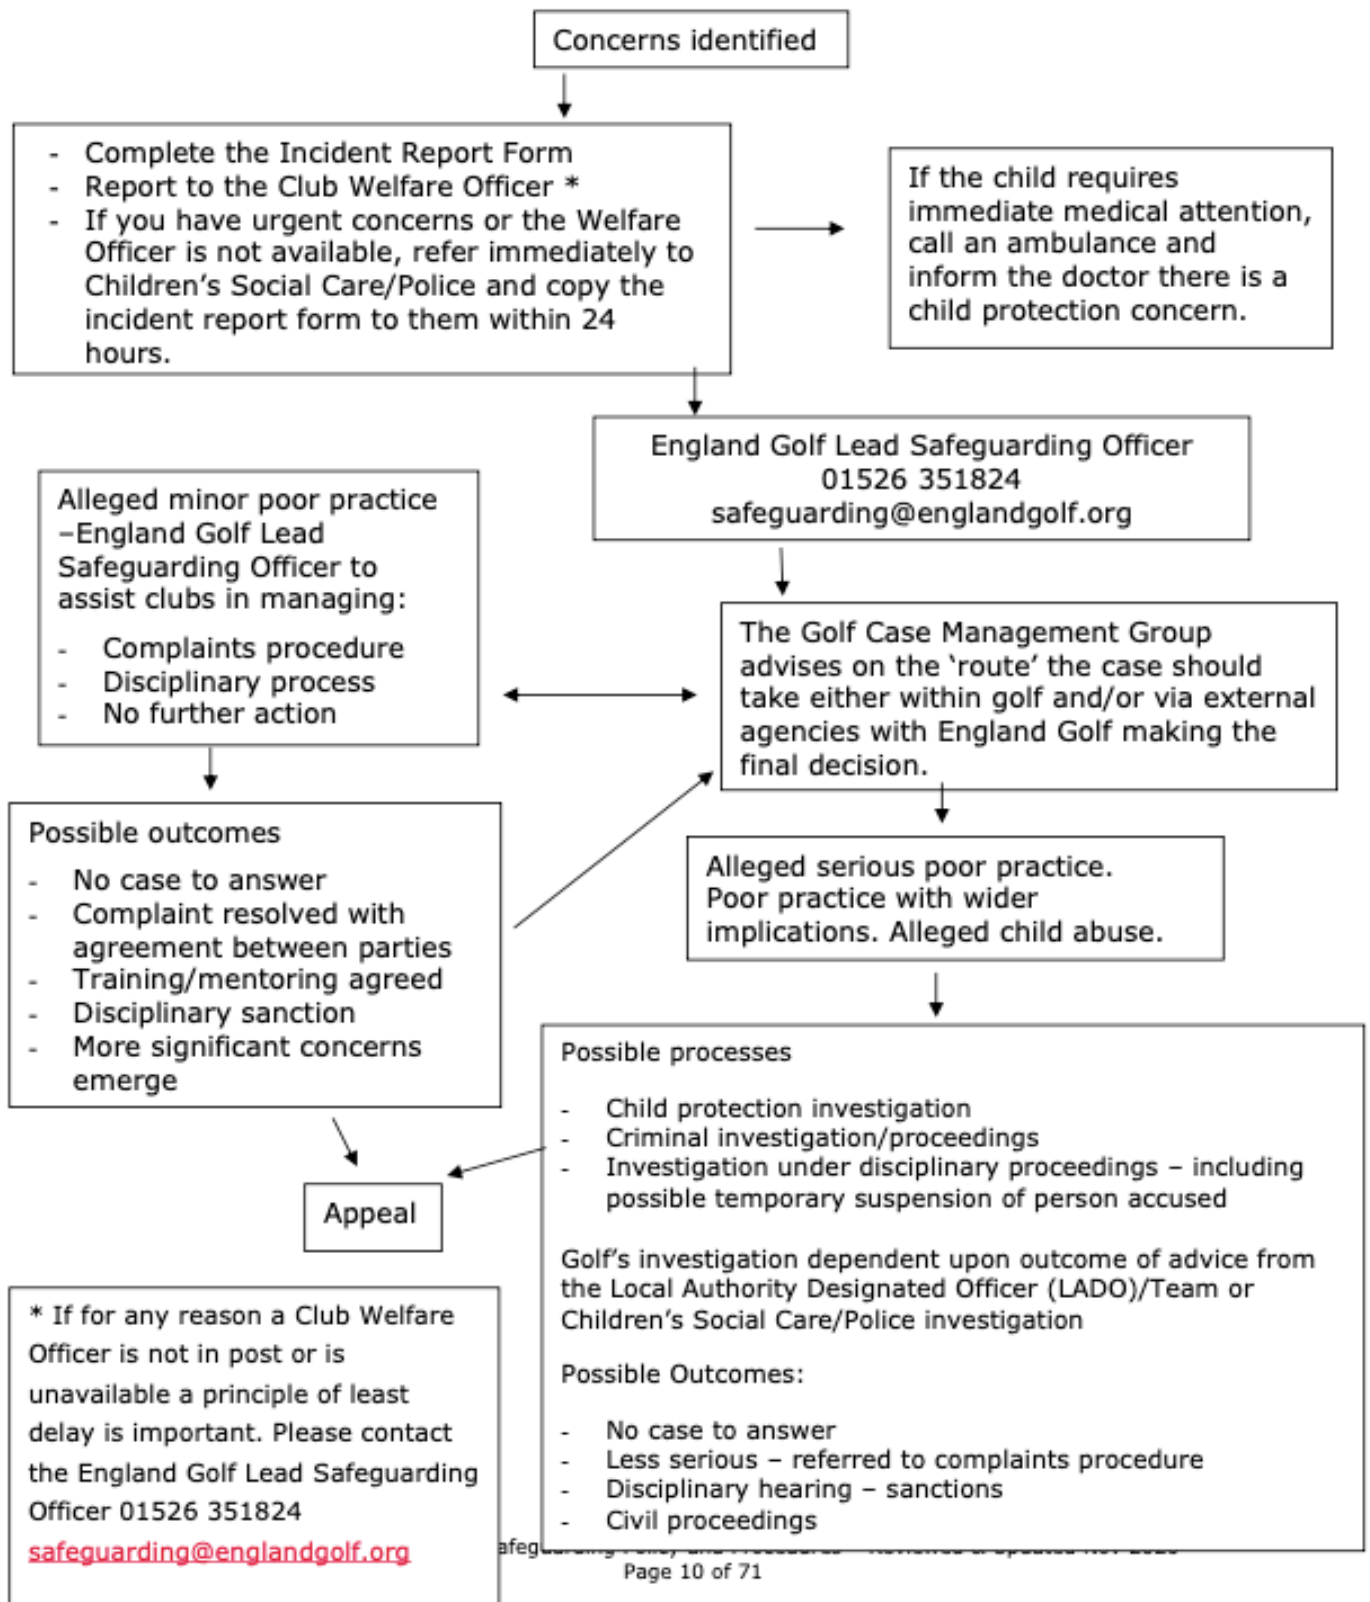 Concerns identified
- Complete the Incident Report Form
- Report to the Club Welfare Officer *
- If you have urgent concerns or the Welfare
Officer is not available, refer immediately to
Children's Social Care/Police and copy the
incident report form to them within 24
hours.
If the child requires
immediate medical attention,
call an ambulance and
inform the doctor there is a
child protection concern.
England Golf Lead Safeguarding Officer
01526 351824
safeguarding@englandgolf.org
Alleged minor poor practice
–England Golf Lead
Safeguarding Officer to
assist clubs in managing:
- Complaints procedure
- Disciplinary process
- No further action
The Golf Case Management Group
advises on the ‘route’ the case should
take either within golf and/or via external
agencies with England Golf making the
final decision.
Possible outcomes
- No case to answer
- Complaint resolved with
agreement between parties
- Training/mentoring agreed
- Disciplinary sanction
- More significant concerns
emerge
Alleged serious poor practice.
Poor practice with wider
implications. Alleged child abuse.
Possible processes
- Child protection investigation
- Criminal investigation/proceedings
- Investigation under disciplinary proceedings – including
possible temporary suspension of person accused
Golf's investigation dependent upon outcome of advice from
the Local Authority Designated Officer (LADO)/Team or
Children's Social Care/Police investigation
Possible Outcomes:
- No case to answer
- Less serious – referred to complaints procedure
- Disciplinary hearing – sanctions
- Civil proceedings
Appeal
* If for any reason a Club Welfare
Officer is not in post or is
unavailable a principle of least
delay is important. Please contact
the England Golf Lead Safeguarding
Officer 01526 351824
safeguarding@englandgolf.org
Page 10 of 71